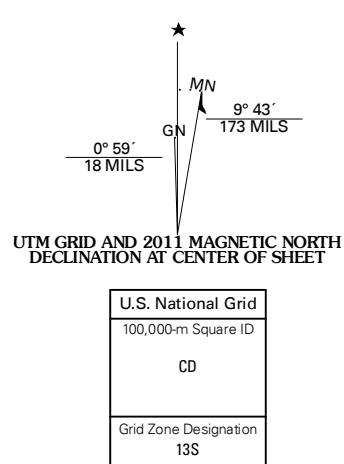 ★
MN
9° 43´
173 MILS
GN
0° 59´
18 MILS
UTM GRID AND 2011 MAGNETIC NORTH
DECLINATION AT CENTER OF SHEET
U.S. National Grid
100,000-m Square ID
CD
Grid Zone Designation
13S